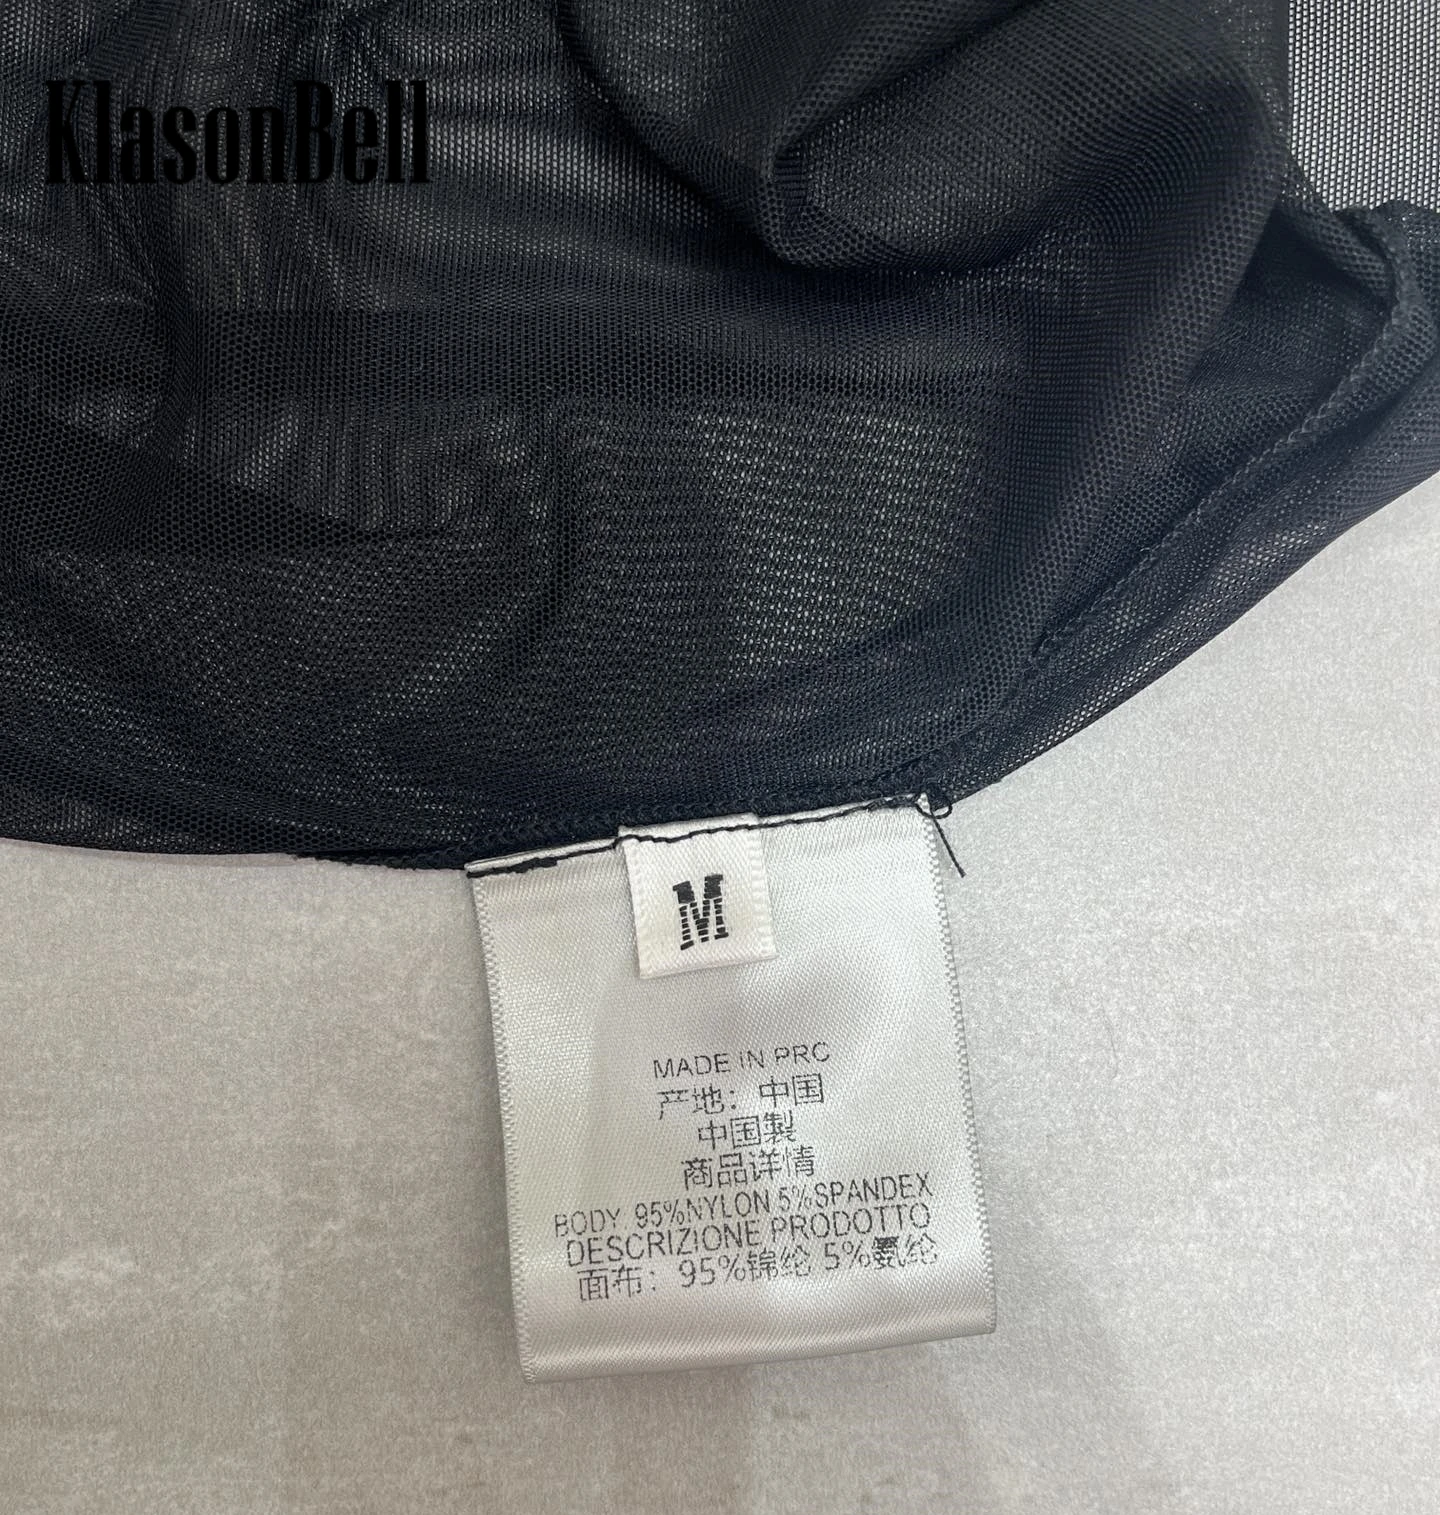 KlasonBell
M
MADE IN PRC
产地：中国
中国製
商品详情
BODY 95%NYLON 5%SPANDEX
DESCRIZIONE PRODOTTO
面布：95%锦纶 5%氨纶